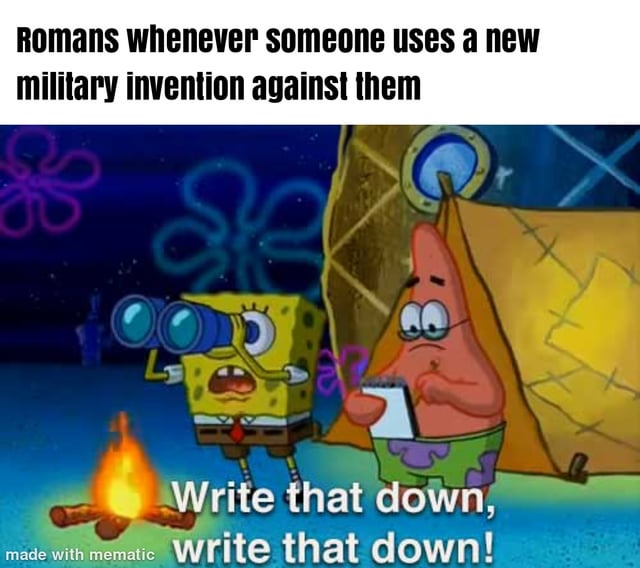 Romans whenever someone uses a new
military invention against them
Write that down,
made with mematic write that down!